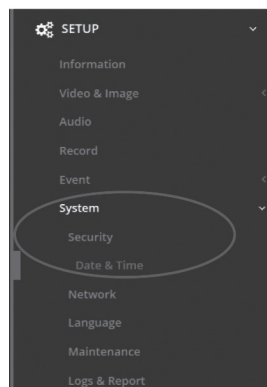 SETUP
Information
Video & Image
Audio
Record
Event
System
Security
Date & Time
Network
Language
Maintenance
Logs & Report